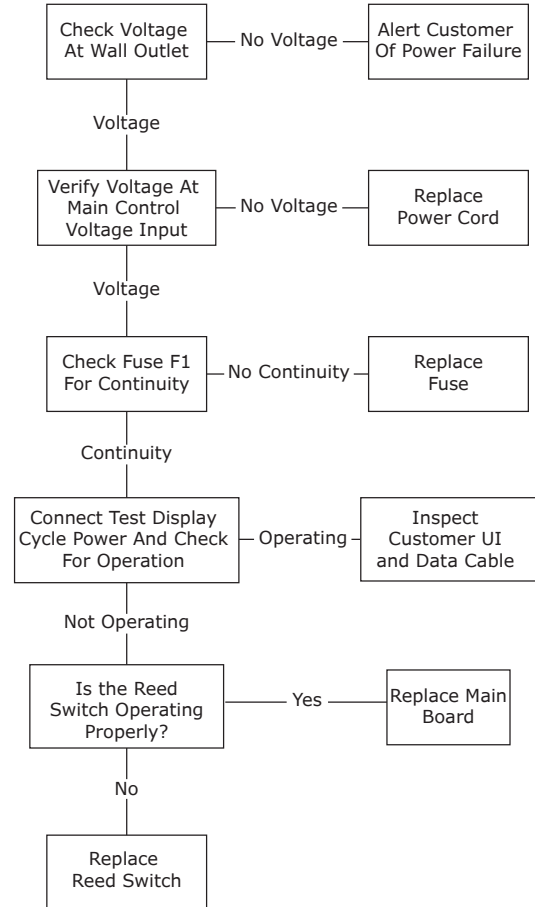 Check Voltage
At Wall Outlet
No Voltage
Alert Customer
Of Power Failure
Voltage
Verify Voltage At
Main Control
Voltage Input
No Voltage
Replace
Power Cord
Voltage
Check Fuse F1
For Continuity
No Continuity
Replace
Fuse
Continuity
Connect Test Display
Cycle Power And Check
For Operation
Operating
Inspect
Customer UI
and Data Cable
Not Operating
Is the Reed
Switch Operating
Properly?
Yes
Replace Main
Board
No
Replace
Reed Switch